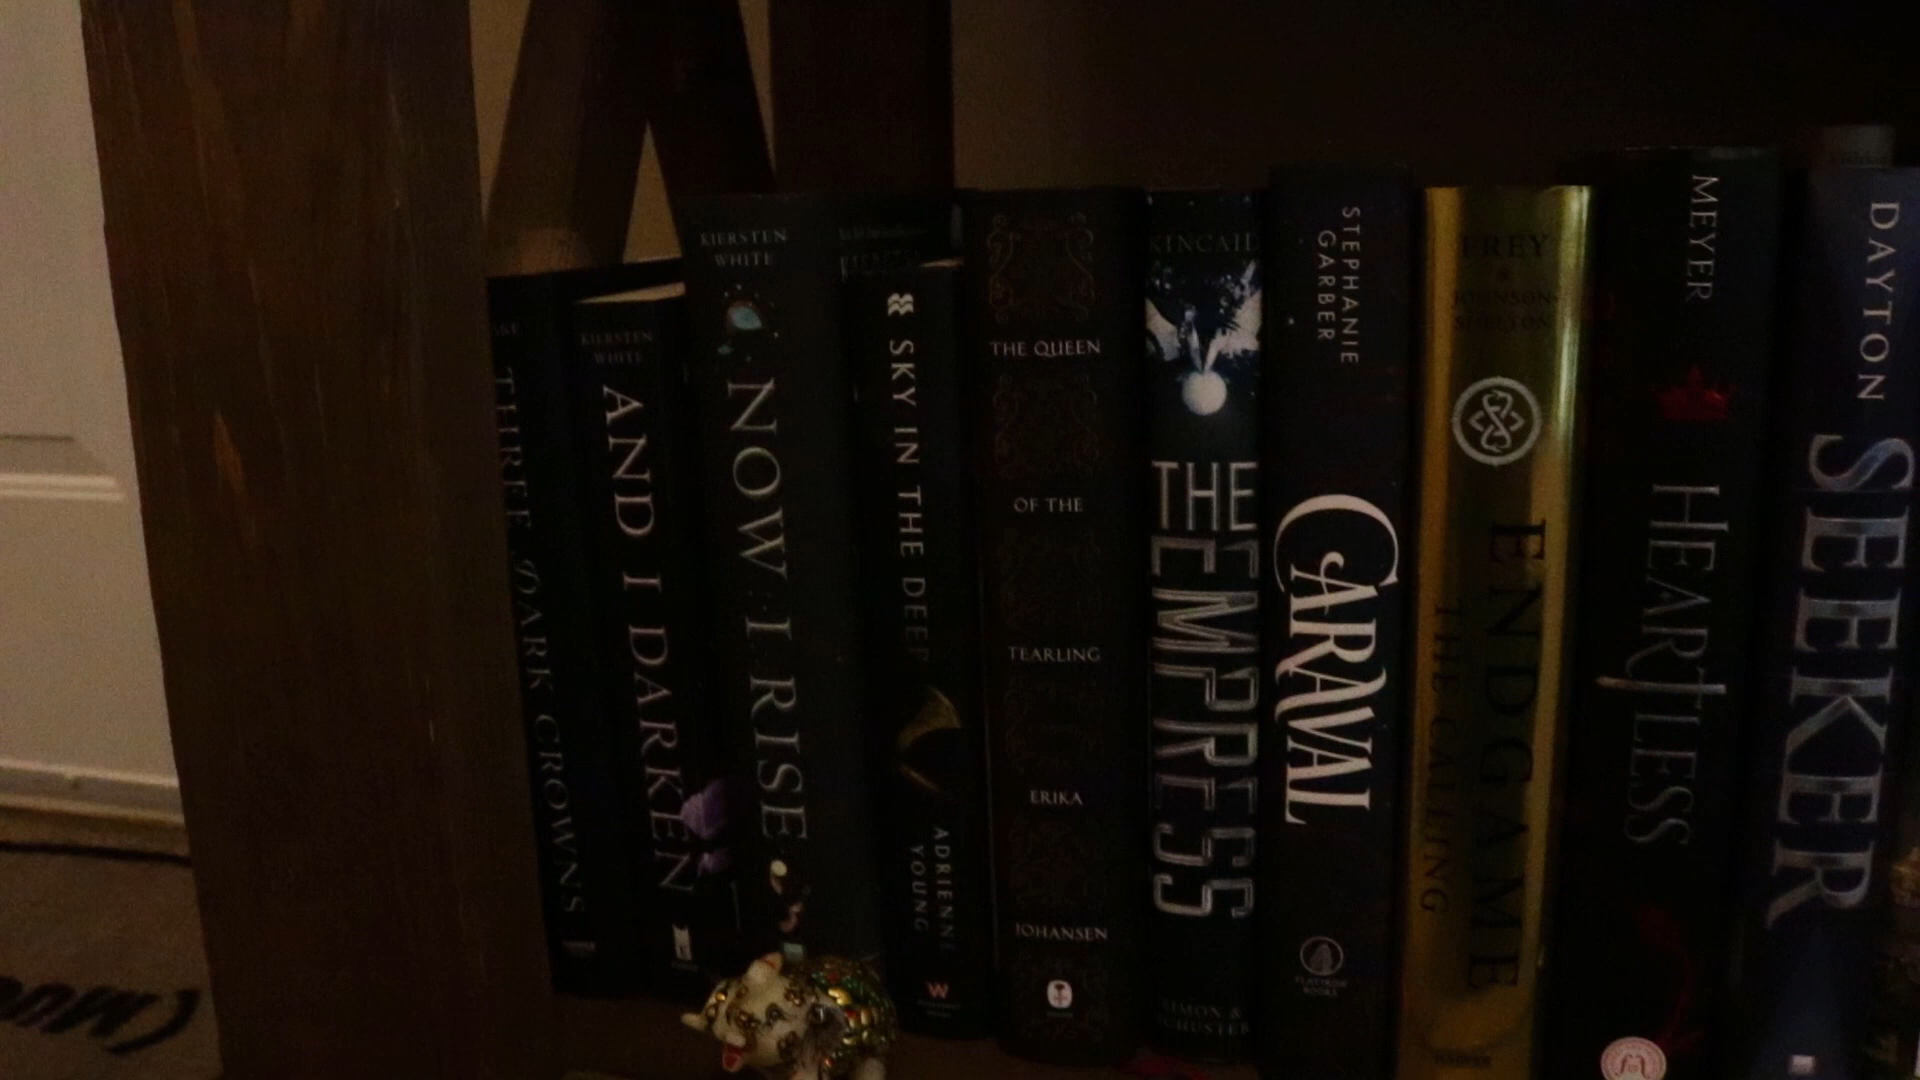 THREE DARK CROWNS
KIERSTEN
WHITE
AND I DARKEN
KIERSTEN
WHITE
NOW I RISE
SKY IN THE DEEP
ADRIENNE
YOUNG
THE QUEEN
OF THE
TEARLING
ERIKA
JOHANSEN
KINCAID
THE
EMPRESS
SIMON &
SCHUSTER
STEPHANIE
GARBER
CARAVAL
FLATIRON
BOOKS
FREY
&
JOHNSON-
SHELTON
ENDGAME
THE CALLING
MEYER
HEARTLESS
DAYTON
SEEKER